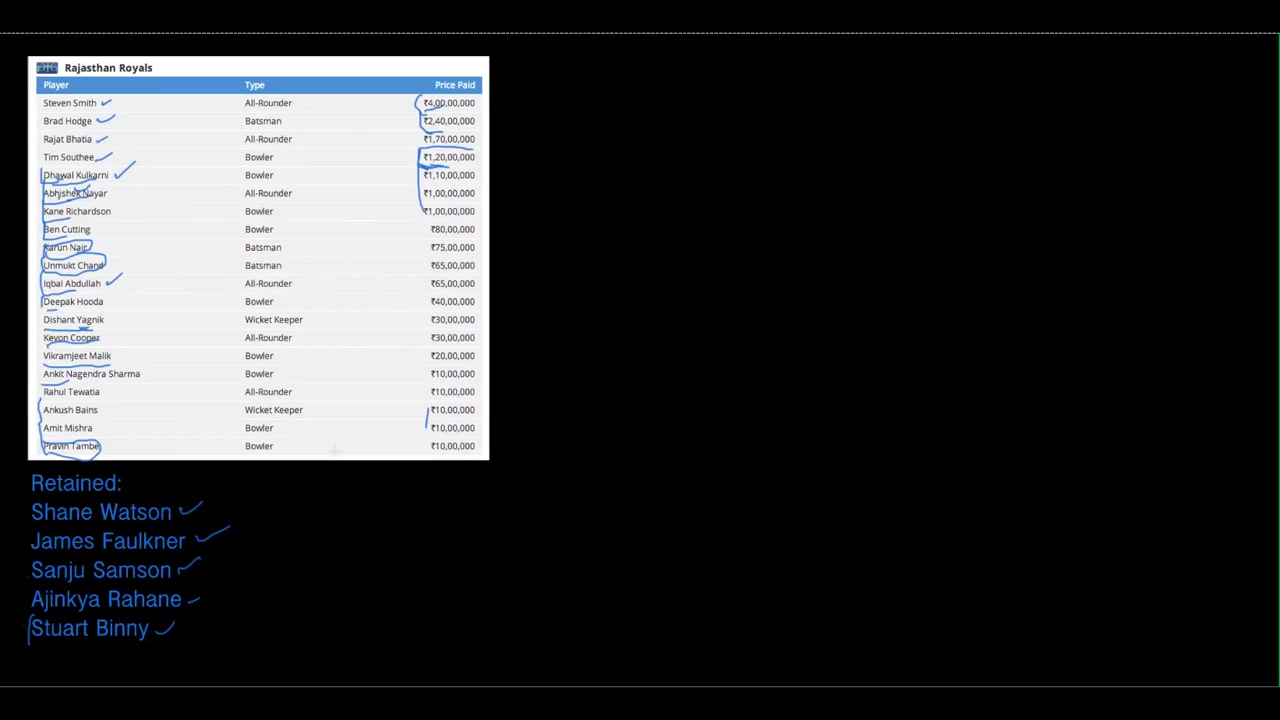 Rajasthan Royals
Player Type Price Paid
Steven Smith All-Rounder ₹4,00,00,000
Brad Hodge Batsman ₹2,40,00,000
Rajat Bhatia All-Rounder ₹1,70,00,000
Tim Southee Bowler ₹1,20,00,000
Dhawal Kulkarni Bowler ₹1,10,00,000
Abhishek Nayar All-Rounder ₹1,00,00,000
Kane Richardson Bowler ₹1,00,00,000
Ben Cutting Bowler ₹80,00,000
Karun Nair Batsman ₹75,00,000
Unmukt Chand Batsman ₹65,00,000
Iqbal Abdullah All-Rounder ₹65,00,000
Deepak Hooda Bowler ₹40,00,000
Dishant Yagnik Wicket Keeper ₹30,00,000
Kevon Cooper All-Rounder ₹30,00,000
Vikramjeet Malik Bowler ₹20,00,000
Ankit Nagendra Sharma Bowler ₹10,00,000
Rahul Tewatia All-Rounder ₹10,00,000
Ankush Bains Wicket Keeper ₹10,00,000
Amit Mishra Bowler ₹10,00,000
Pravin Tambe Bowler ₹10,00,000
Retained:
Shane Watson
James Faulkner
Sanju Samson
Ajinkya Rahane
Stuart Binny